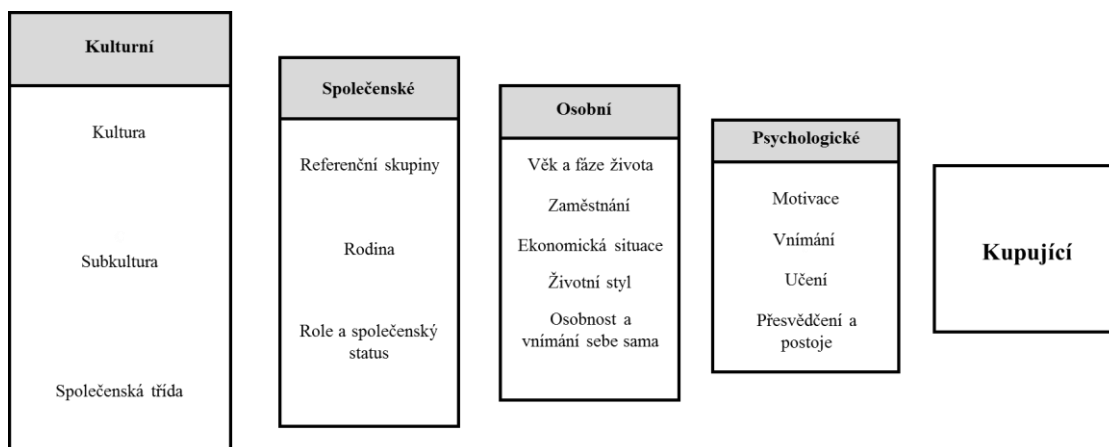 Kulturní
Kultura
Subkultura
Společenská třída
Společenské
Referenční skupiny
Rodina
Role a společenský
status
Osobní
Věk a fáze života
Zaměstnání
Ekonomická situace
Životní styl
Osobnost a
vnímání sebe sama
Psychologické
Motivace
Vnímání
Učení
Přesvědčení a
postoje
Kupující